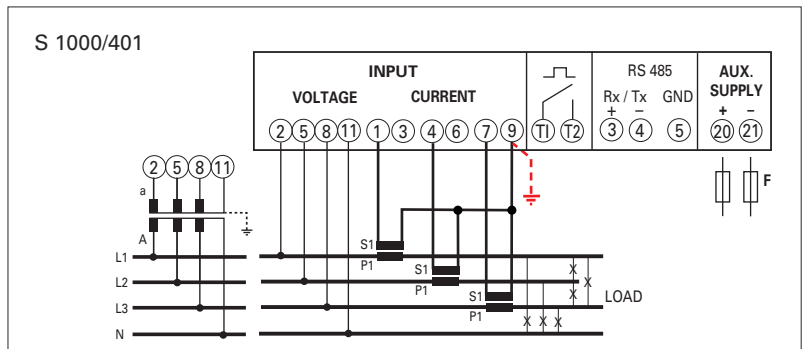 S 1000/401
INPUT
VOLTAGE CURRENT
RS 485
Rx / Tx GND
+ −
AUX.
SUPPLY
+ −
2 5 8 11 1 3 4 6 7 9 T1 T2 3 4 5 20 21
2 5 8 11
a
A
F
L1
L2
L3
N
S1
P1
S1
P1
S1
P1
LOAD
X
X
X
X X X